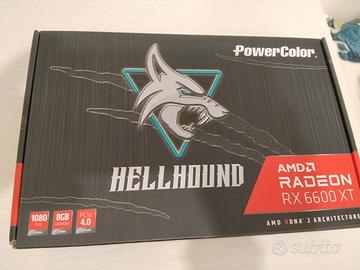 PowerColor
HELLHOUND
AMD
RADEON
RX 6600 XT
AMD RDNA 2 ARCHITECTURE
1080
8GB
PCIe
4.0
subito